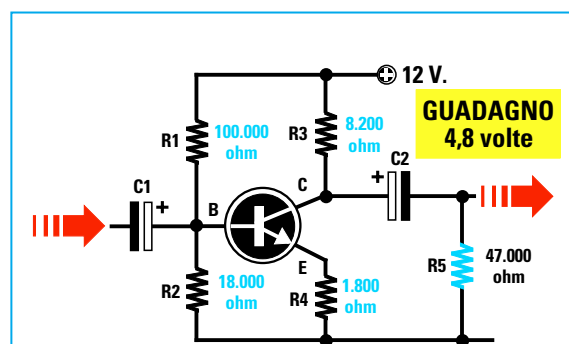 12 V.
GUADAGNO
4,8 volte
R1
100.000
ohm
R3
8.200
ohm
C1
+
B
C
+
C2
E
R2
18.000
ohm
R4
1.800
ohm
R5
47.000
ohm